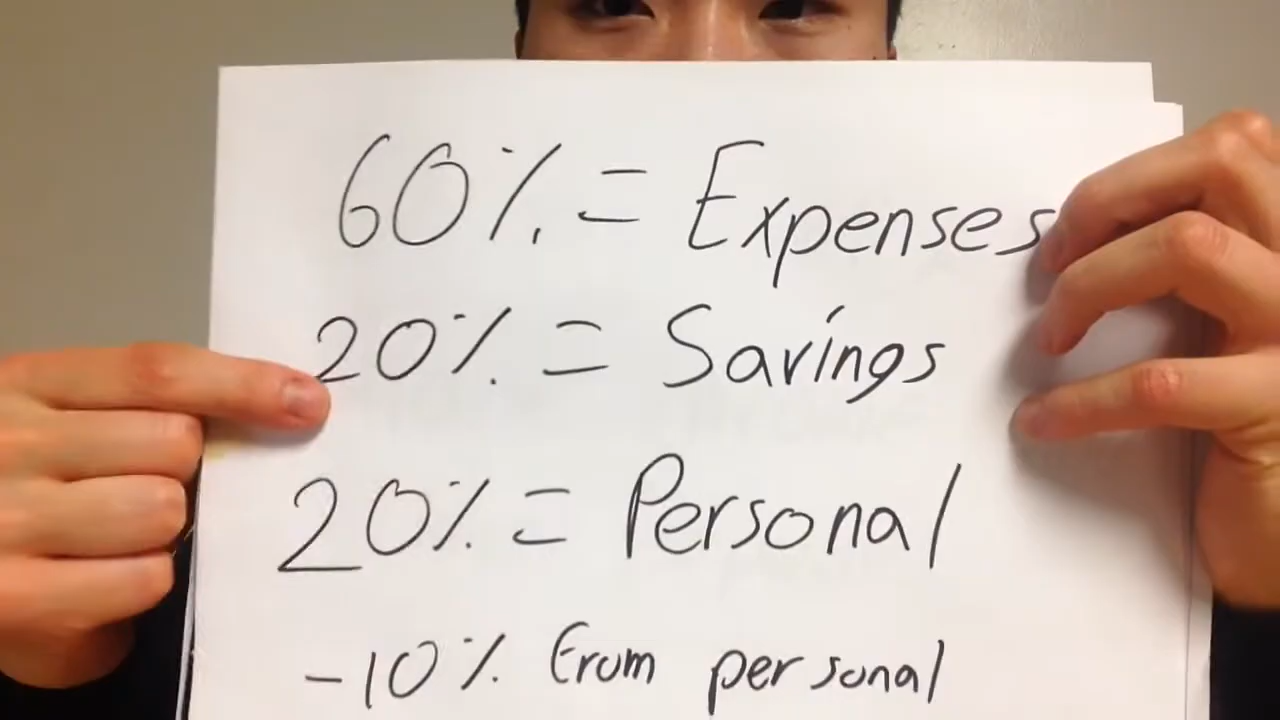 60% = Expenses
20% = Savings
20% = Personal
-10% from personal